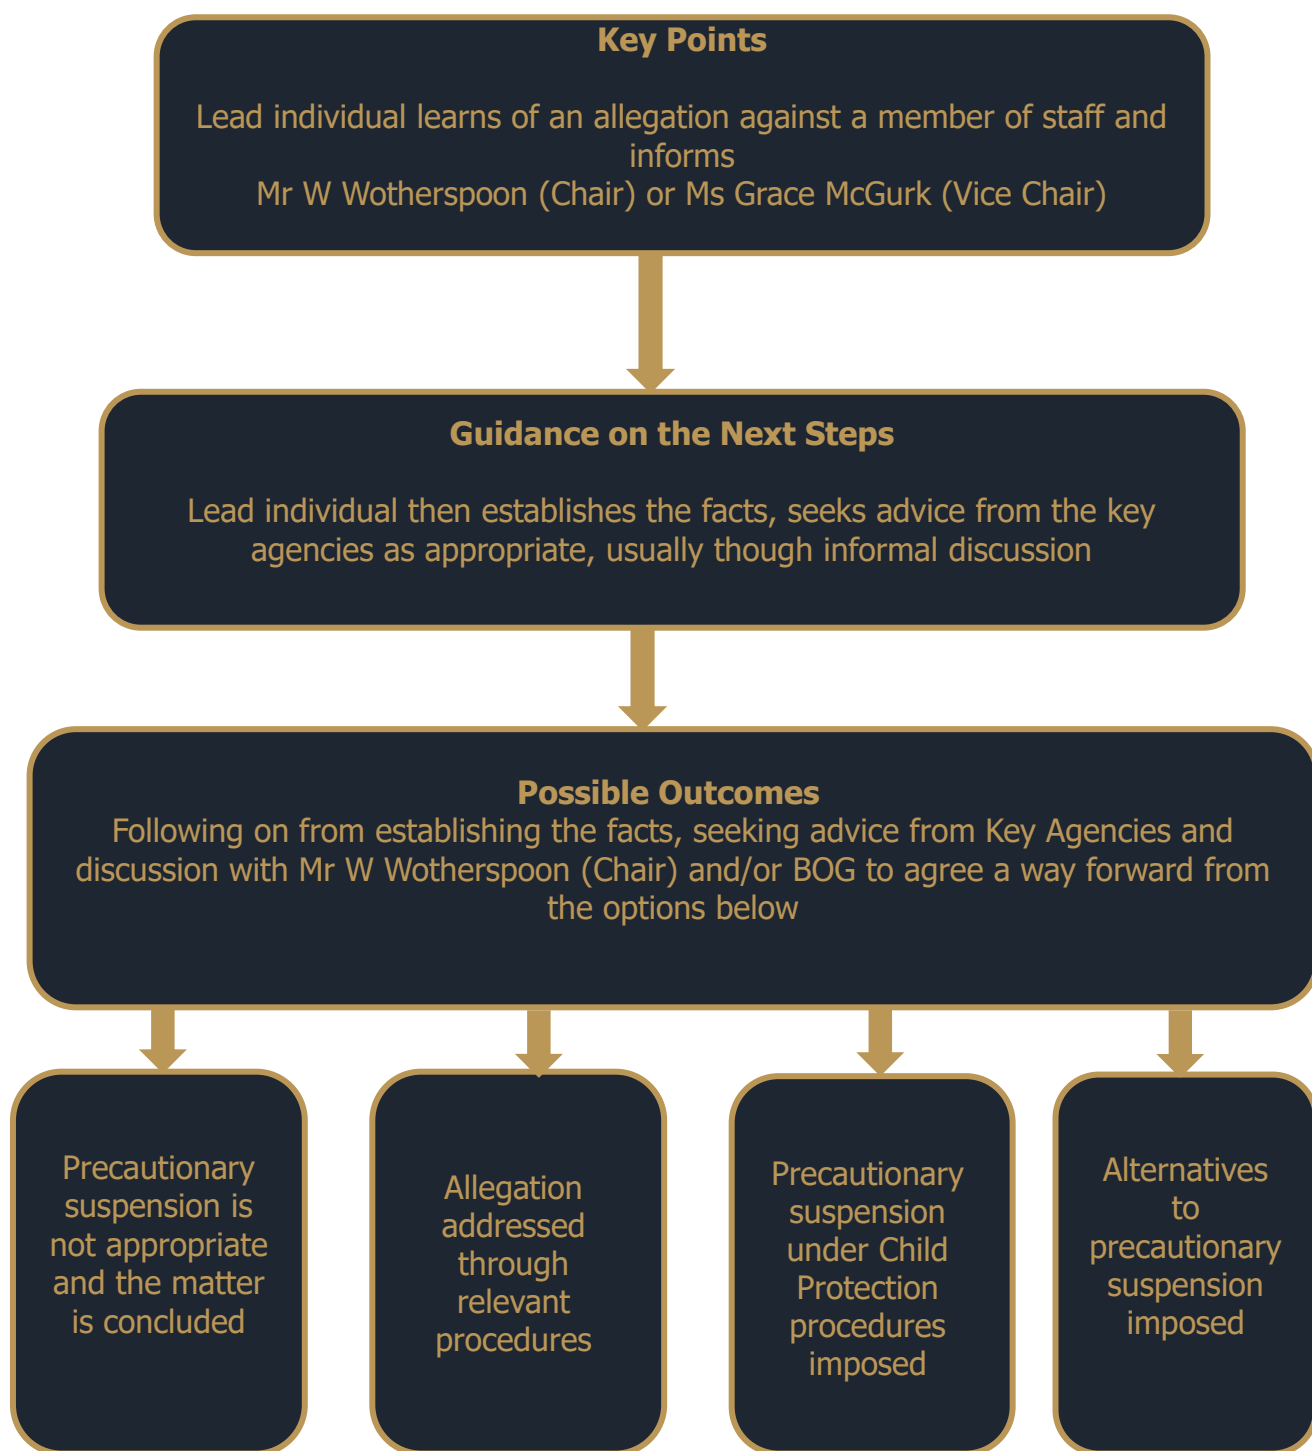 Key Points
Lead individual learns of an allegation against a member of staff and
informs
Mr W Wotherspoon (Chair) or Ms Grace McGurk (Vice Chair)
Guidance on the Next Steps
Lead individual then establishes the facts, seeks advice from the key
agencies as appropriate, usually though informal discussion
Possible Outcomes
Following on from establishing the facts, seeking advice from Key Agencies and
discussion with Mr W Wotherspoon (Chair) and/or BOG to agree a way forward from
the options below
Precautionary
suspension is
not appropriate
and the matter
is concluded
Allegation
addressed
through
relevant
procedures
Precautionary
suspension
under Child
Protection
procedures
imposed
Alternatives
to
precautionary
suspension
imposed